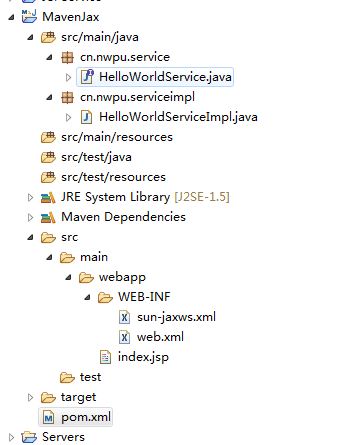 MavenJax
src/main/java
cn.nwpu.service
HelloWorldService.java
cn.nwpu.serviceimpl
HelloWorldServiceImpl.java
src/main/resources
src/test/java
src/test/resources
JRE System Library [J2SE-1.5]
Maven Dependencies
src
main
webapp
WEB-INF
sun-jaxws.xml
web.xml
index.jsp
test
target
pom.xml
Servers